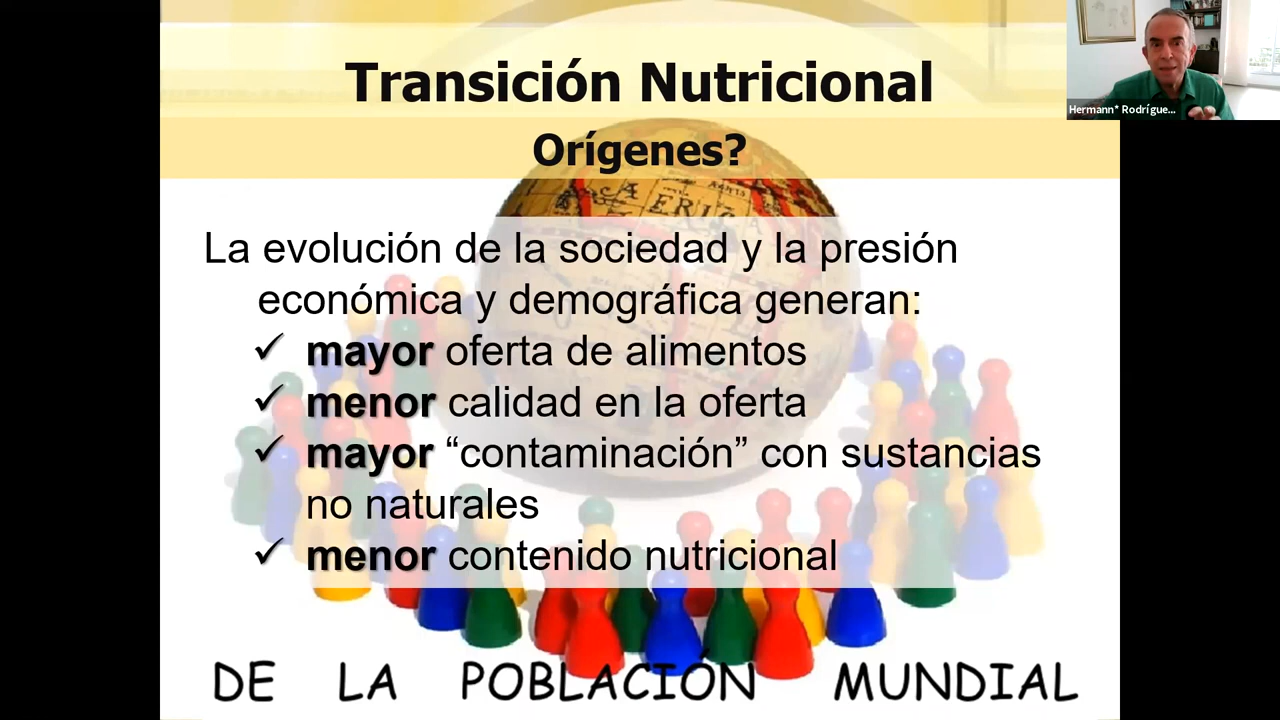 Transición Nutricional
Hermann* Rodrígue...
Orígenes?
AMERI
La evolución de la sociedad y la presión
económica y demográfica generan:
✓ mayor oferta de alimentos
✓ menor calidad en la oferta
✓ mayor “contaminación” con sustancias
no naturales
✓ menor contenido nutricional
DE LA POBLACIÓN MUNDIAL